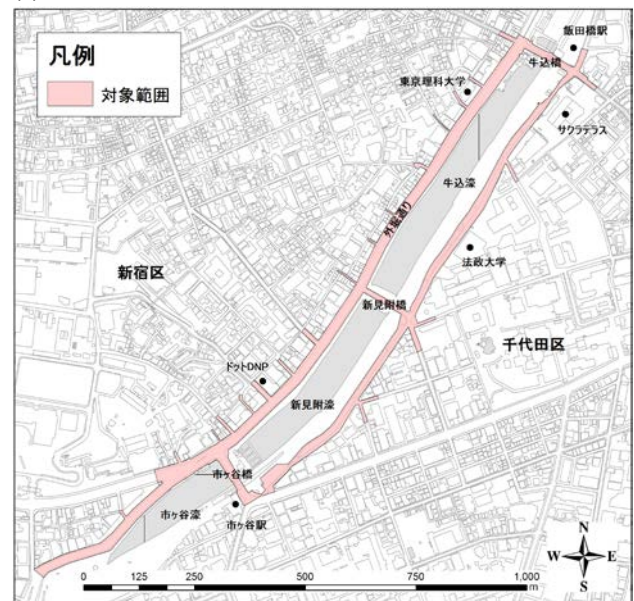 凡例
対象範囲
飯田橋駅
牛込橋
東京理科大学
サクラテラス
牛込濠
外堀通り
法政大学
新宿区
新見附橋
千代田区
ドットDNP
新見附濠
市ヶ谷橋
市ヶ谷濠
市ヶ谷駅
N
W E
S
0 125 250 500 750 1,000
m